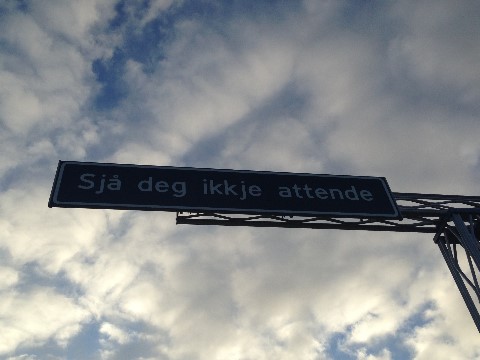 Sjå deg ikkje attende